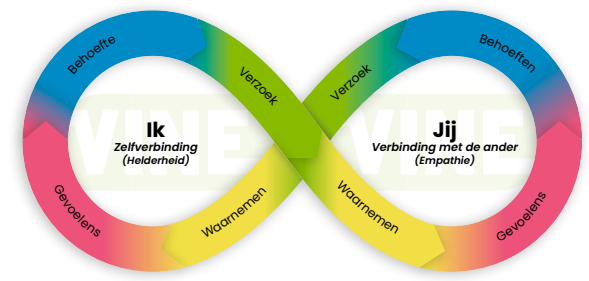 Behoefte
Verzoek
Verzoek
Behoeften
VINE
VINE
Ik
Zelfverbinding
(Helderheid)
Jij
Verbinding met de ander
(Empathie)
Gevoelens
Waarnemen
Waarnemen
Gevoelens